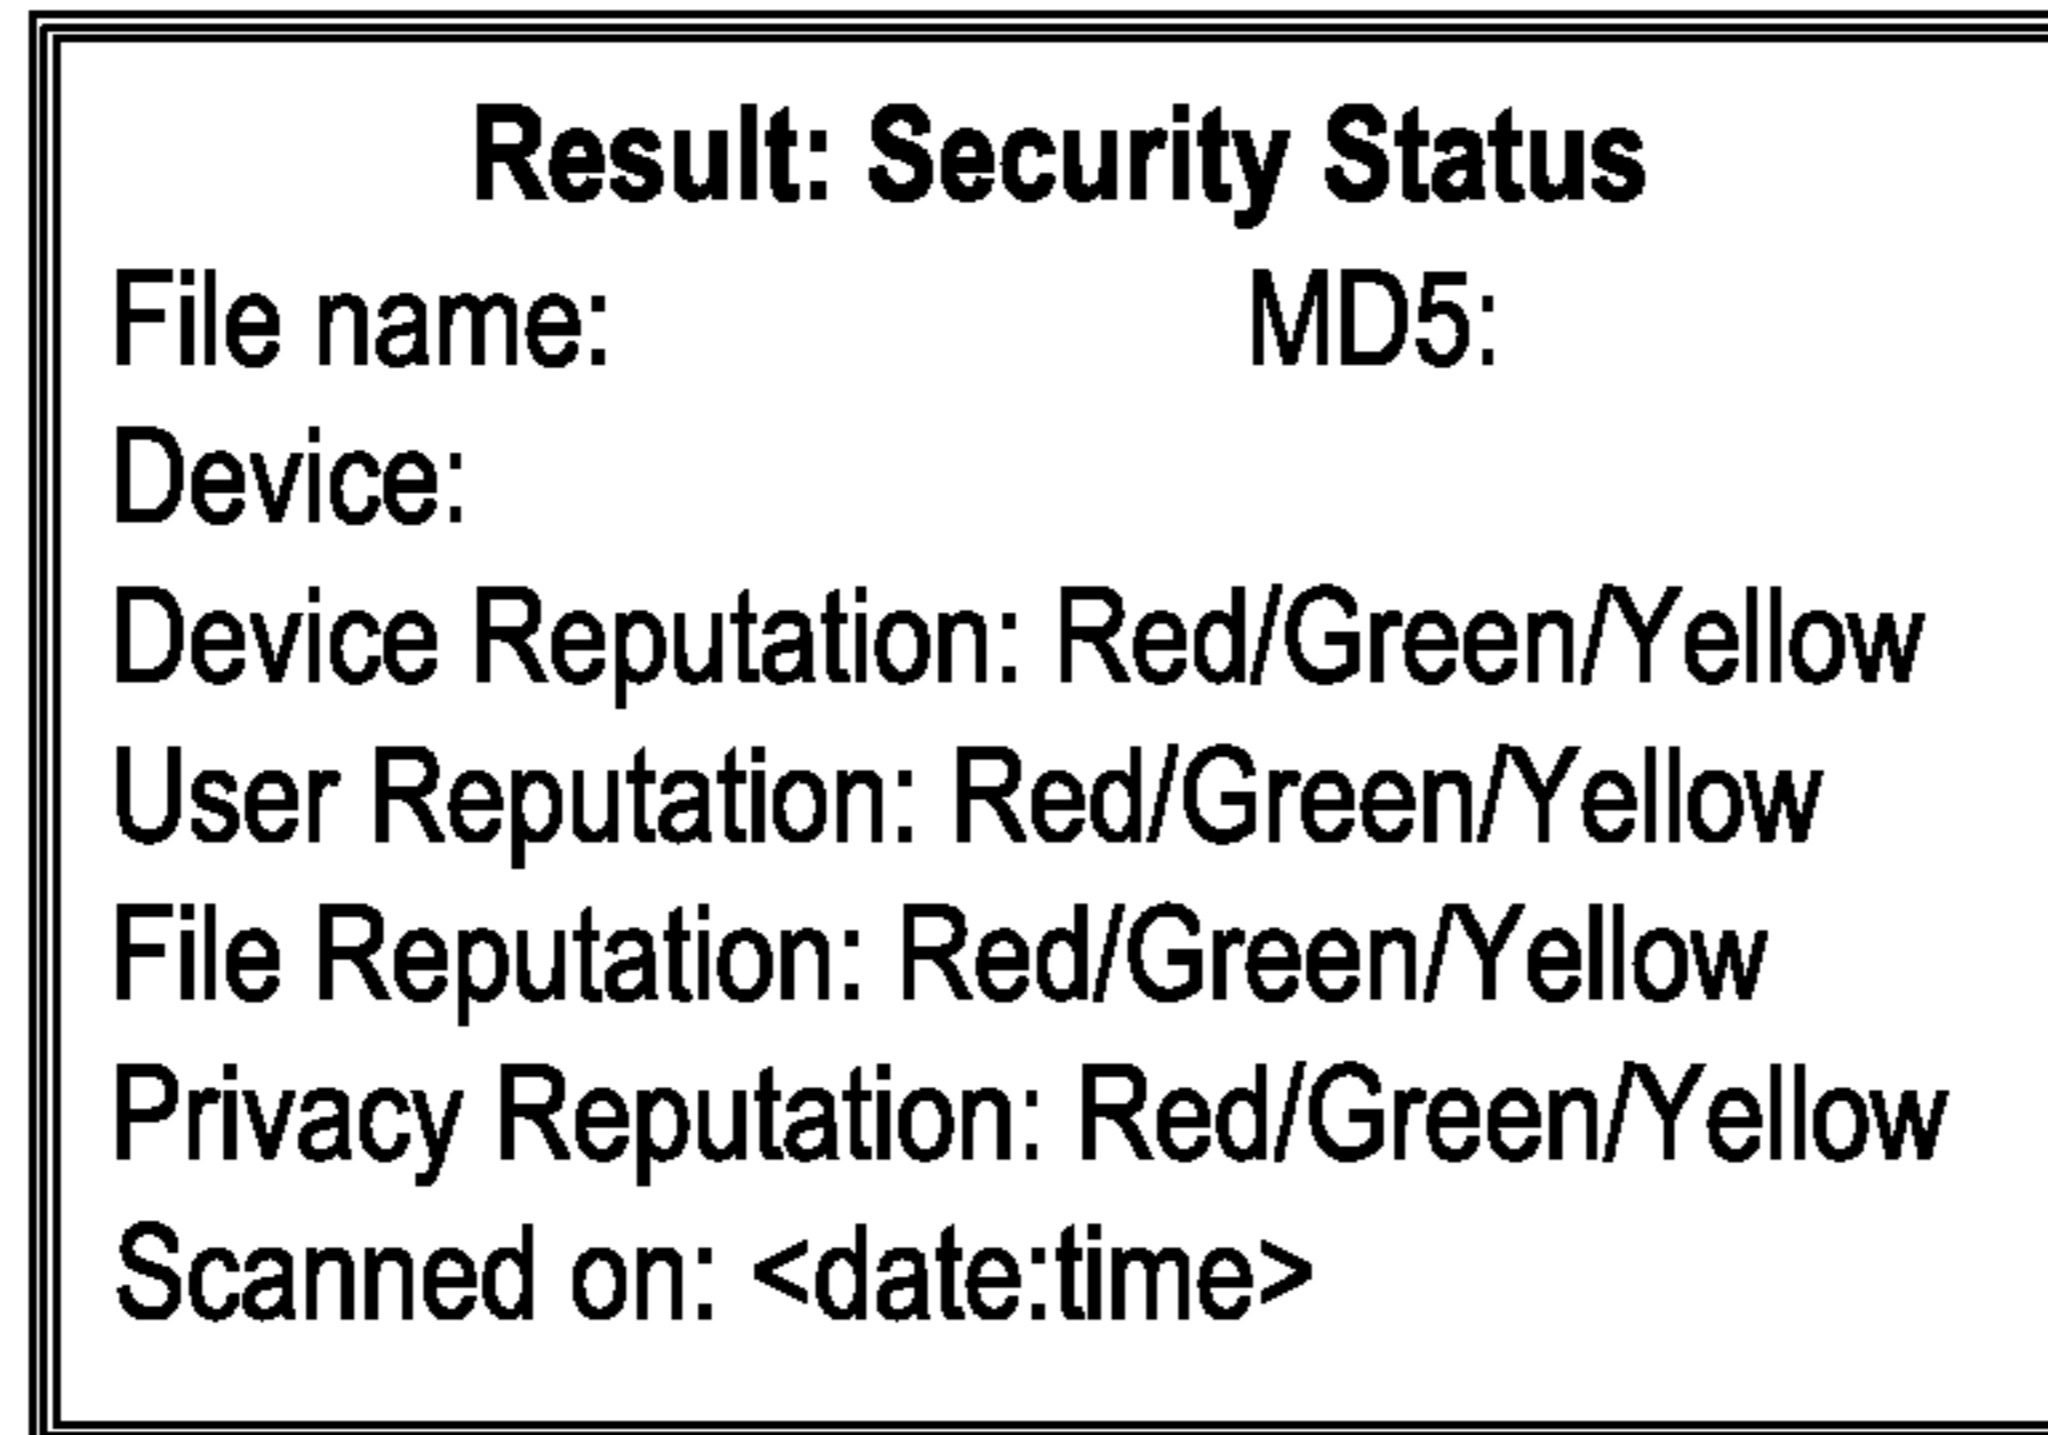 Result: Security Status
File name: MD5:
Device:
Device Reputation: Red/Green/Yellow
User Reputation: Red/Green/Yellow
File Reputation: Red/Green/Yellow
Privacy Reputation: Red/Green/Yellow
Scanned on: <date:time>